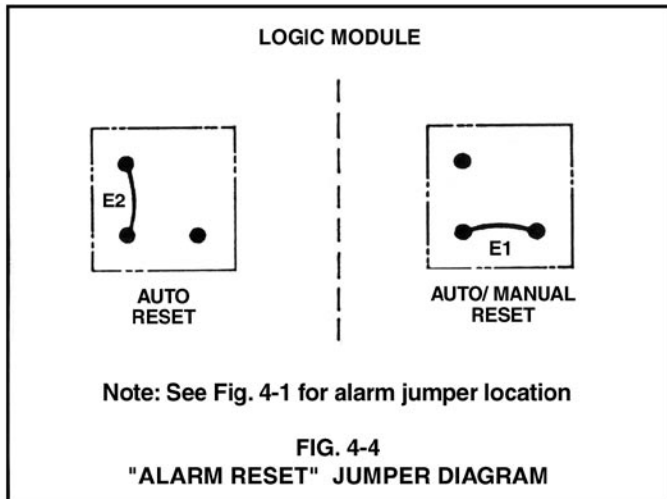 LOGIC MODULE
E2
AUTO
RESET
E1
AUTO/ MANUAL
RESET
Note: See Fig. 4-1 for alarm jumper location
FIG. 4-4
"ALARM RESET" JUMPER DIAGRAM